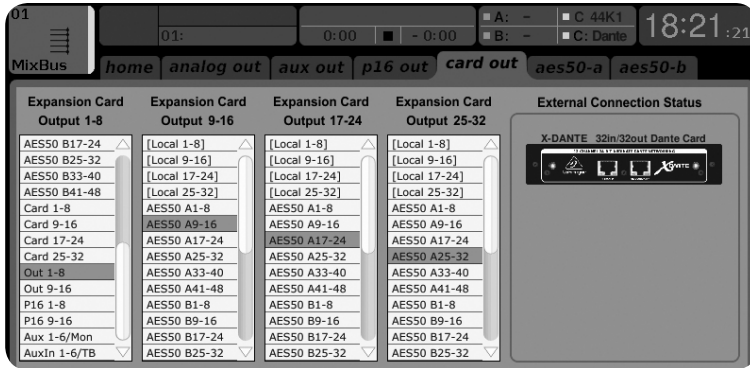 01
01:
0:00
- 0:00
A: -
B: -
C 44K1
C: Dante
18:21:21
MixBus
home
analog out
aux out
p16 out
card out
aes50-a
aes50-b
Expansion Card
Output 1-8
AES50 B17-24
AES50 B25-32
AES50 B33-40
AES50 B41-48
Card 1-8
Card 9-16
Card 17-24
Card 25-32
Out 1-8
Out 9-16
P16 1-8
P16 9-16
Aux 1-6/Mon
AuxIn 1-6/TB
Expansion Card
Output 9-16
[Local 1-8]
[Local 9-16]
[Local 17-24]
[Local 25-32]
AES50 A1-8
AES50 A9-16
AES50 A17-24
AES50 A25-32
AES50 A33-40
AES50 A41-48
AES50 B1-8
AES50 B9-16
AES50 B17-24
AES50 B25-32
Expansion Card
Output 17-24
[Local 1-8]
[Local 9-16]
[Local 17-24]
[Local 25-32]
AES50 A1-8
AES50 A9-16
AES50 A17-24
AES50 A25-32
AES50 A33-40
AES50 A41-48
AES50 B1-8
AES50 B9-16
AES50 B17-24
AES50 B25-32
Expansion Card
Output 25-32
[Local 1-8]
[Local 9-16]
[Local 17-24]
[Local 25-32]
AES50 A1-8
AES50 A9-16
AES50 A17-24
AES50 A25-32
AES50 A33-40
AES50 A41-48
AES50 B1-8
AES50 B9-16
AES50 B17-24
AES50 B25-32
External Connection Status
X-DANTE 32in/32out Dante Card